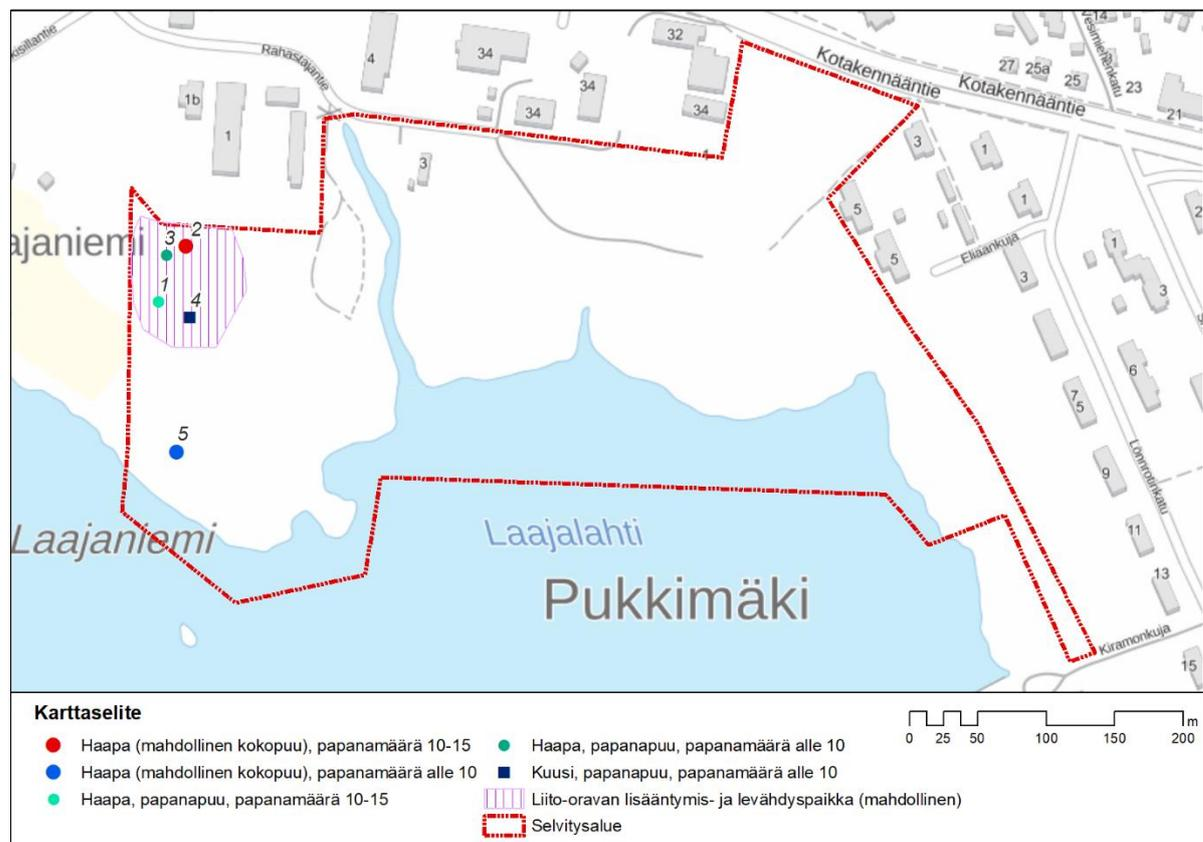 Rahastajantie
4
34
32
34
34
34
Kotakennääntie
Kotakennääntie
27
25a
25
23
21
14
1b
1
3
4
3
1
1
5
5
Eliaankuja
3
1
3
6
7
5
9
11
13
15
Lönnrotinkatu
Kiramonkuja
ajaniemi
3
2
1
4
5
Laajaniemi
Laajalahti
Pukkimäki
Karttaselite
Haapa (mahdollinen kokopuu), papanamäärä 10-15
Haapa (mahdollinen kokopuu), papanamäärä alle 10
Haapa, papanapuu, papanamäärä 10-15
Haapa, papanapuu, papanamäärä alle 10
Kuusi, papanapuu, papanamäärä alle 10
Liito-oravan lisääntymis- ja levähdyspaikka (mahdollinen)
Selvitysalue
m
0 25 50 100 150 200